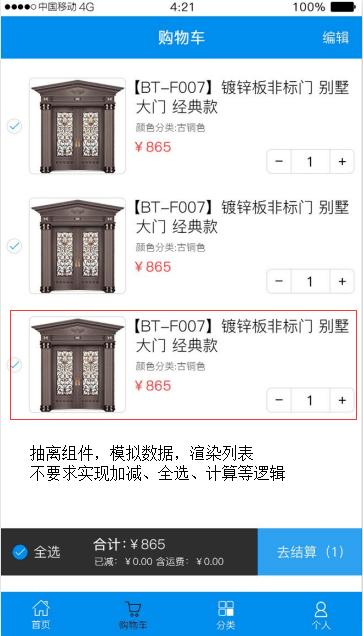 中国移动 4G 4:21 100%
购物车 编辑
【BT-F007】镀锌板非标门 别墅
大门 经典款
颜色分类:古铜色
￥865
− 1 +
【BT-F007】镀锌板非标门 别墅
大门 经典款
颜色分类:古铜色
￥865
− 1 +
【BT-F007】镀锌板非标门 别墅
大门 经典款
颜色分类:古铜色
￥865
− 1 +
抽离组件，模拟数据，渲染列表
不要求实现加减、全选、计算等逻辑
全选 合计:￥865 去结算（1）
已减：￥0.00 含运费：￥0.00
首页 购物车 分类 个人